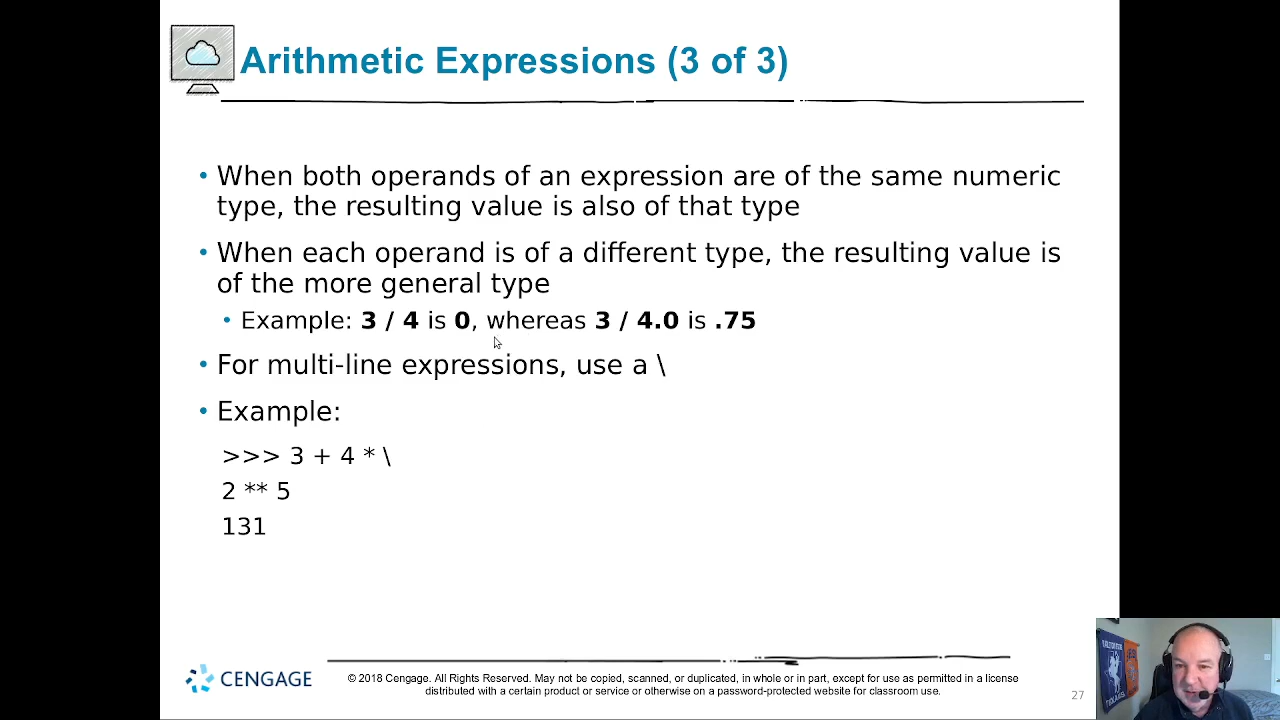 Arithmetic Expressions (3 of 3)
• When both operands of an expression are of the same numeric
type, the resulting value is also of that type
• When each operand is of a different type, the resulting value is
of the more general type
• Example: 3 / 4 is 0, whereas 3 / 4.0 is .75
• For multi-line expressions, use a \
• Example:
>>> 3 + 4 * \
2 ** 5
131
CENGAGE
© 2018 Cengage. All Rights Reserved. May not be copied, scanned, or duplicated, in whole or in part, except for use as permitted in a license
distributed with a certain product or service or otherwise on a password-protected website for classroom use.
27